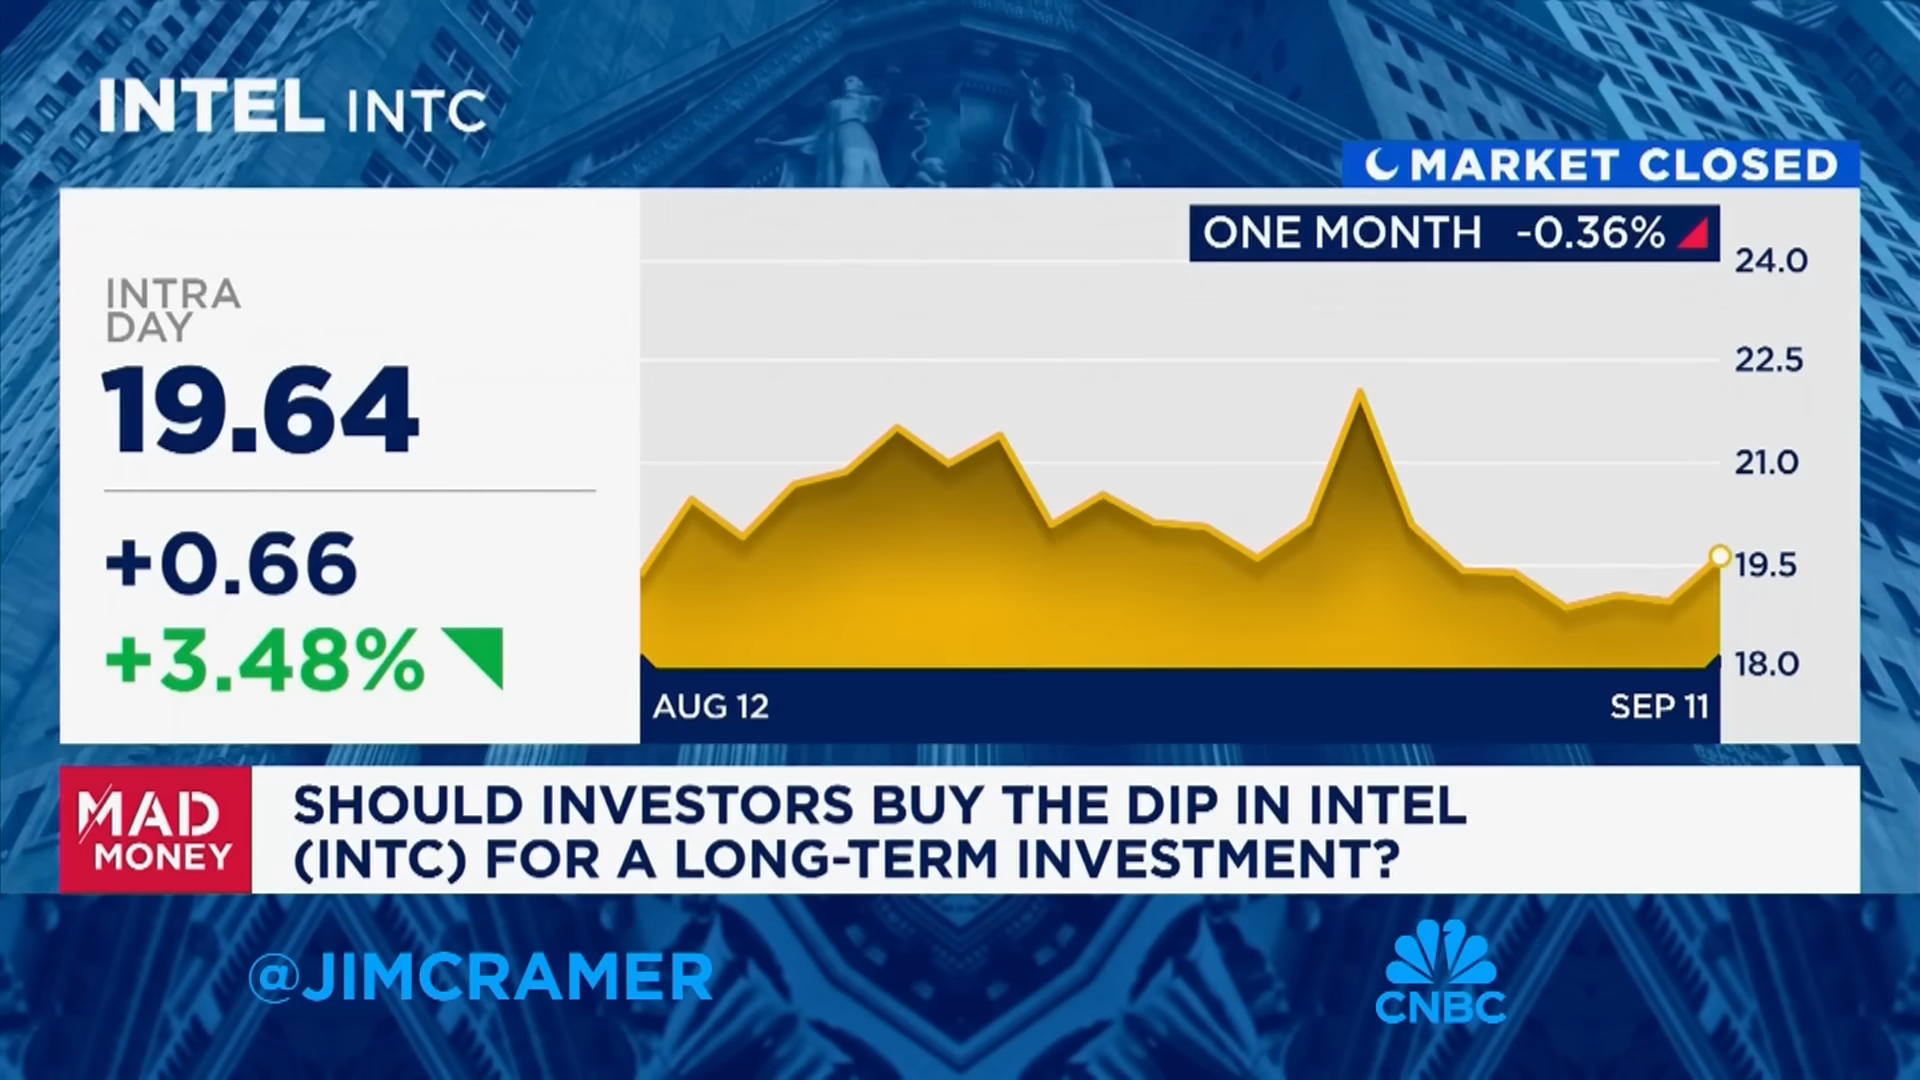 INTEL INTC
MARKET CLOSED
ONE MONTH -0.36%
24.0
22.5
21.0
19.5
18.0
INTRA
DAY
19.64
+0.66
+3.48%
AUG 12
SEP 11
MAD
MONEY
SHOULD INVESTORS BUY THE DIP IN INTEL
(INTC) FOR A LONG-TERM INVESTMENT?
@JIMCRAMER
CNBC